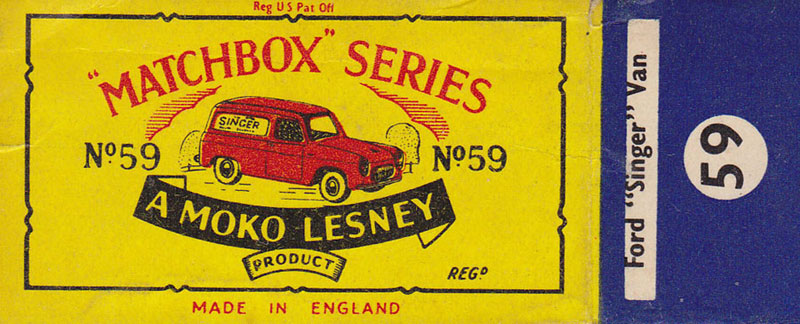 Reg U S Pat Off
"MATCHBOX" SERIES
SINGER
Nº59
Nº59
A MOKO LESNEY
PRODUCT
REGD
MADE IN ENGLAND
Ford "Singer" Van
59